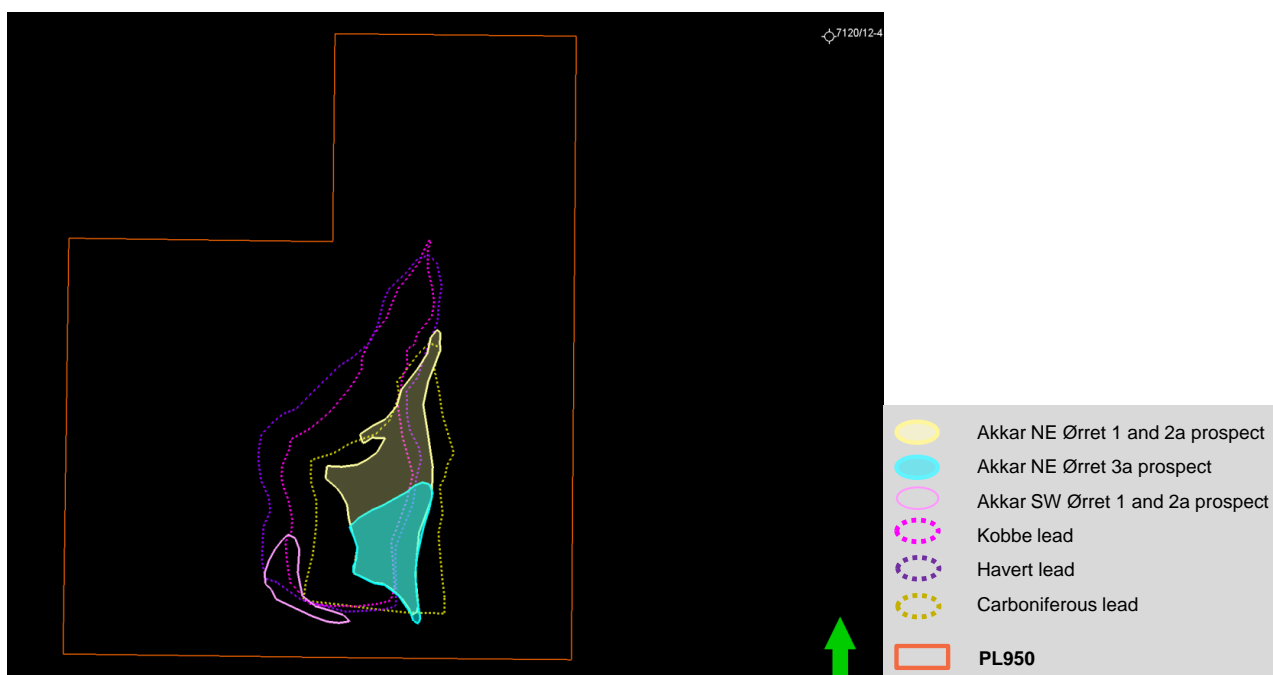 7120/12-4
Akkar NE Ørret 1 and 2a prospect
Akkar NE Ørret 3a prospect
Akkar SW Ørret 1 and 2a prospect
Kobbe lead
Havert lead
Carboniferous lead
PL950